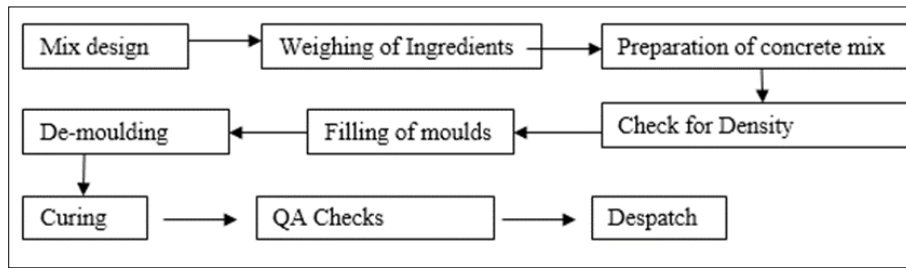 Mix design
Weighing of Ingredients
Preparation of concrete mix
Check for Density
Filling of moulds
De-moulding
Curing
QA Checks
Despatch